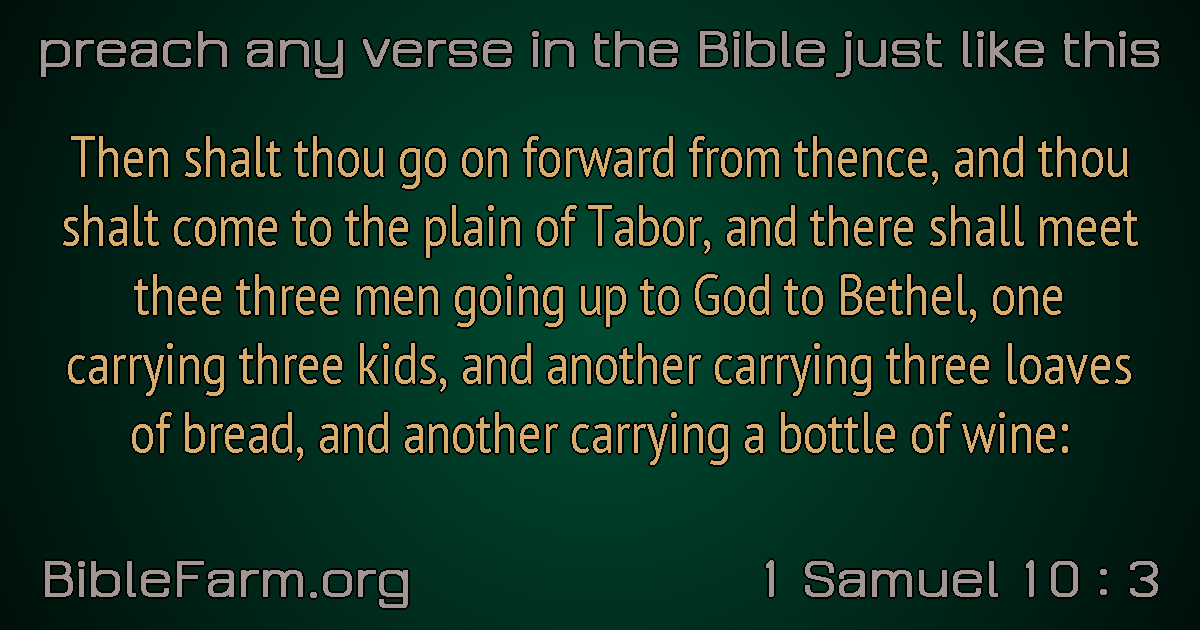 preach any verse in the Bible just like this
Then shalt thou go on forward from thence, and thou
shalt come to the plain of Tabor, and there shall meet
thee three men going up to God to Bethel, one
carrying three kids, and another carrying three loaves
of bread, and another carrying a bottle of wine:
BibleFarm.org
1 Samuel 10 : 3